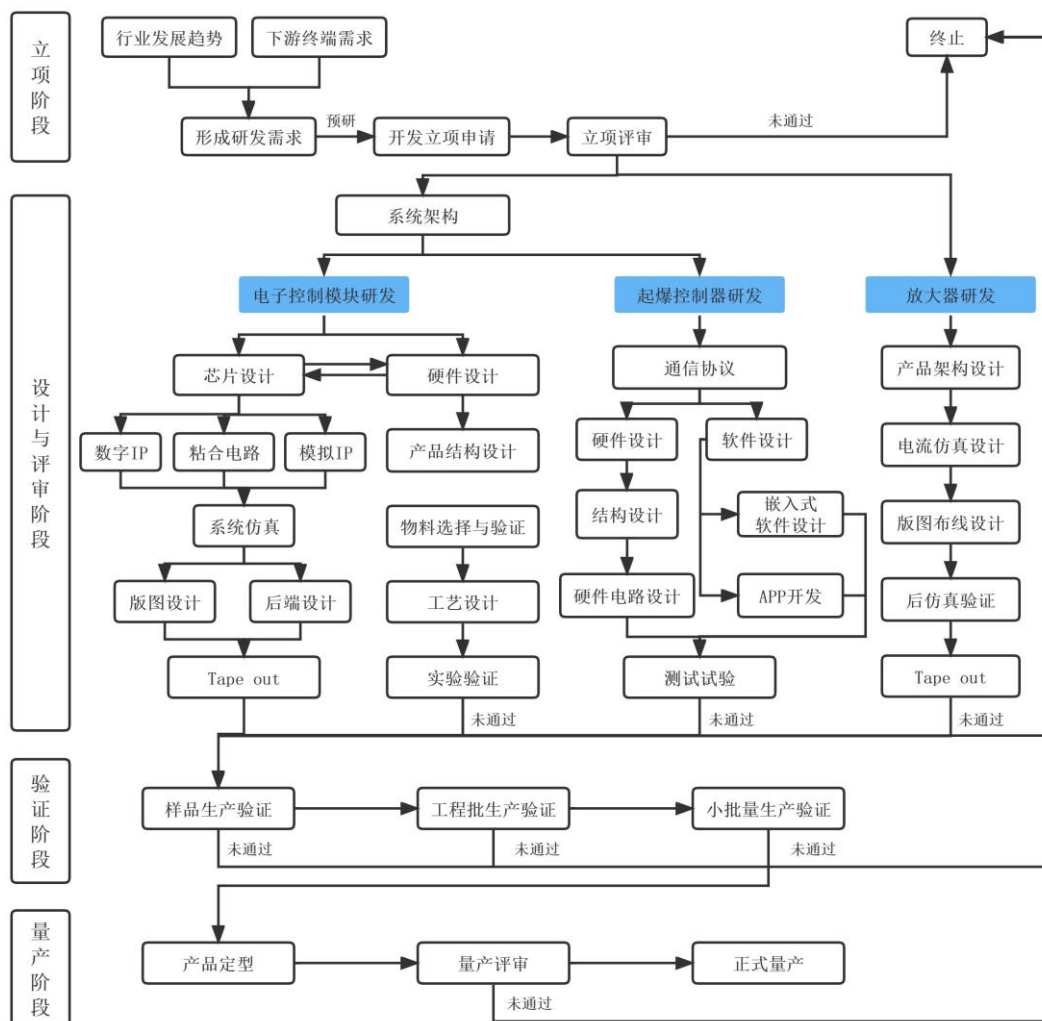 立项阶段
行业发展趋势
下游终端需求
终止
形成研发需求
预研
开发立项申请
立项评审
未通过
设计与评审阶段
系统架构
电子控制模块研发
起爆控制器研发
放大器研发
芯片设计
硬件设计
通信协议
产品架构设计
数字IP
粘合电路
模拟IP
产品结构设计
硬件设计
软件设计
电流仿真设计
系统仿真
物料选择与验证
结构设计
嵌入式
软件设计
版图布线设计
版图设计
后端设计
工艺设计
硬件电路设计
APP开发
后仿真验证
Tape out
实验验证
测试试验
Tape out
未通过
未通过
未通过
验证阶段
样品生产验证
工程批生产验证
小批量生产验证
未通过
未通过
未通过
量产阶段
产品定型
量产评审
正式量产
未通过